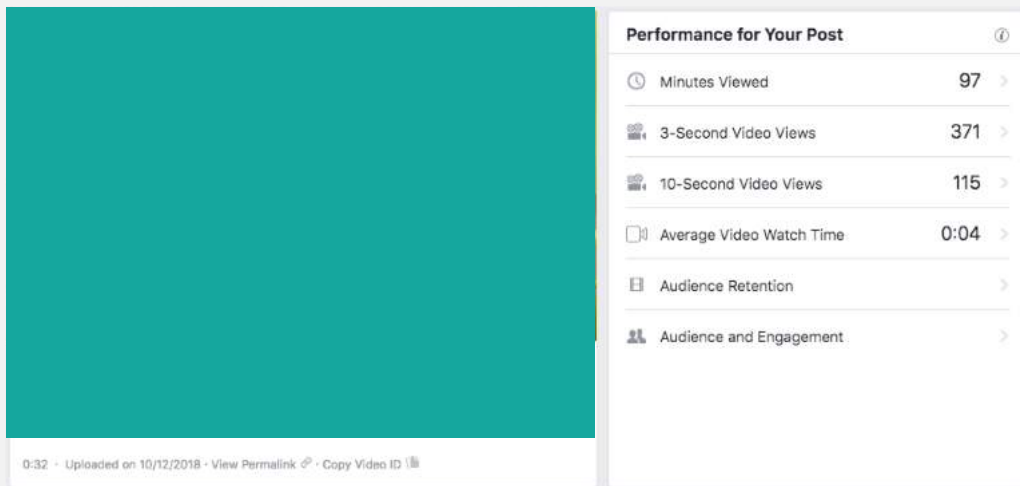 Performance for Your Post
Minutes Viewed 97
3-Second Video Views 371
10-Second Video Views 115
Average Video Watch Time 0:04
Audience Retention
Audience and Engagement
0:32 · Uploaded on 10/12/2018 · View Permalink · Copy Video ID